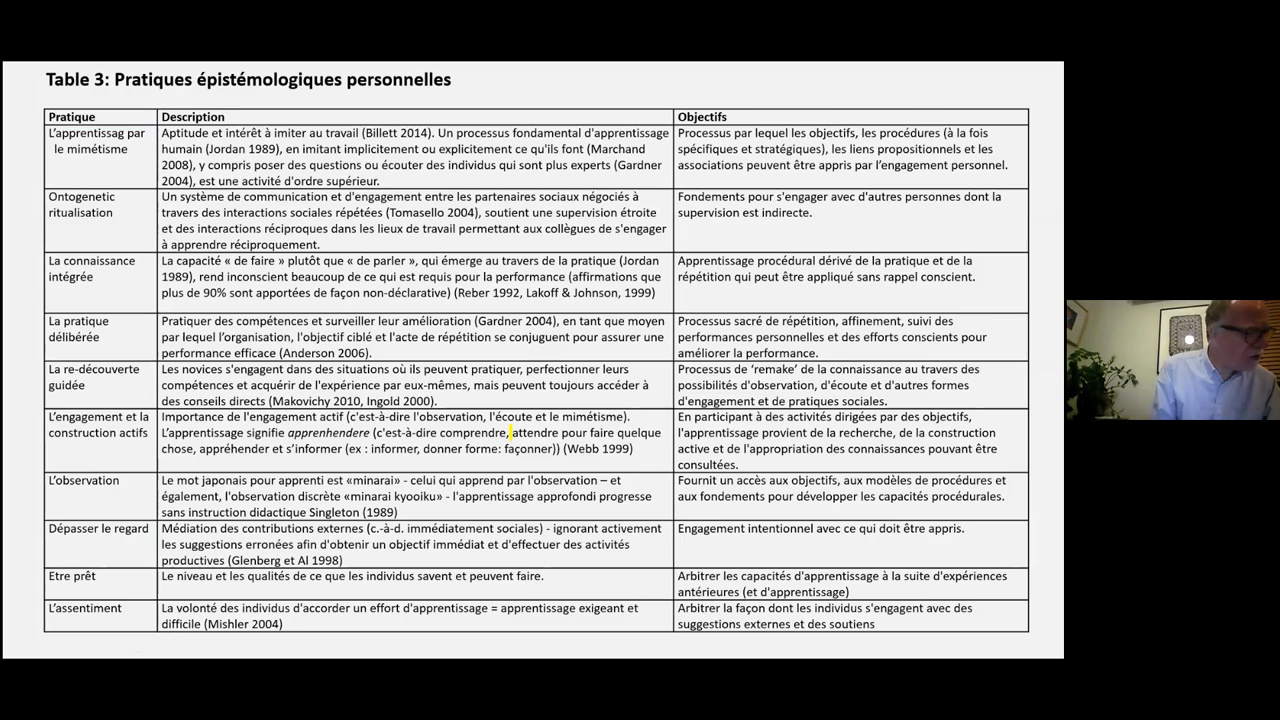 Table 3: Pratiques épistémologiques personnelles
Pratique Description Objectifs
L'apprentissag par
le mimétisme
Aptitude et intérêt à imiter au travail (Billett 2014). Un processus fondamental d'apprentissage
humain (Jordan 1989), en imitant implicitement ou explicitement ce qu'ils font (Marchand
2008), y compris poser des questions ou écouter des individus qui sont plus experts (Gardner
2004), est une activité d'ordre supérieur.
Processus par lequel les objectifs, les procédures (à la fois
spécifiques et stratégiques), les liens propositionnels et les
associations peuvent être appris par l'engagement personnel.
Ontogenetic
ritualisation
Un système de communication et d'engagement entre les partenaires sociaux négociés à
travers des interactions sociales répétées (Tomasello 2004), soutient une supervision étroite
et des interactions réciproques dans les lieux de travail permettant aux collègues de s'engager
à apprendre réciproquement.
Fondements pour s'engager avec d'autres personnes dont la
supervision est indirecte.
La connaissance
intégrée
La capacité « de faire » plutôt que « de parler », qui émerge au travers de la pratique (Jordan
1989), rend inconscient beaucoup de ce qui est requis pour la performance (affirmations que
plus de 90% sont apportées de façon non-déclarative) (Reber 1992, Lakoff & Johnson, 1999)
Apprentissage procédural dérivé de la pratique et de la
répétition qui peut être appliqué sans rappel conscient.
La pratique
délibérée
Pratiquer des compétences et surveiller leur amélioration (Gardner 2004), en tant que moyen
par lequel l'organisation, l'objectif ciblé et l'acte de répétition se conjuguent pour assurer une
performance efficace (Anderson 2006).
Processus sacré de répétition, affinement, suivi des
performances personnelles et des efforts conscients pour
améliorer la performance.
La re-découverte
guidée
Les novices s'engagent dans des situations où ils peuvent pratiquer, perfectionner leurs
compétences et acquérir de l'expérience par eux-mêmes, mais peuvent toujours accéder à
des conseils directs (Makovichy 2010, Ingold 2000).
Processus de 'remake' de la connaissance au travers des
possibilités d'observation, d'écoute et d'autres formes
d'engagement et de pratiques sociales.
L'engagement et la
construction actifs
Importance de l'engagement actif (c'est-à-dire l'observation, l'écoute et le mimétisme).
L'apprentissage signifie apprenhendere (c'est-à-dire comprendre, attendre pour faire quelque
chose, appréhender et s'informer (ex : informer, donner forme: façonner)) (Webb 1999)
En participant à des activités dirigées par des objectifs,
l'apprentissage provient de la recherche, de la construction
active et de l'appropriation des connaissances pouvant être
consultées.
L'observation
Le mot japonais pour apprenti est «minarai» - celui qui apprend par l'observation – et
également, l'observation discrète «minarai kyooiku» - l'apprentissage approfondi progresse
sans instruction didactique Singleton (1989)
Fournit un accès aux objectifs, aux modèles de procédures et
aux fondements pour développer les capacités procédurales.
Dépasser le regard
Médiation des contributions externes (c.-à-d. immédiatement sociales) - ignorant activement
les suggestions erronées afin d'obtenir un objectif immédiat et d'effectuer des activités
productives (Glenberg et Al 1998)
Engagement intentionnel avec ce qui doit être appris.
Etre prêt
Le niveau et les qualités de ce que les individus savent et peuvent faire.
Arbitrer les capacités d'apprentissage à la suite d'expériences
antérieures (et d'apprentissage)
L'assentiment
La volonté des individus d'accorder un effort d'apprentissage = apprentissage exigeant et
difficile (Mishler 2004)
Arbitrer la façon dont les individus s'engagent avec des
suggestions externes et des soutiens